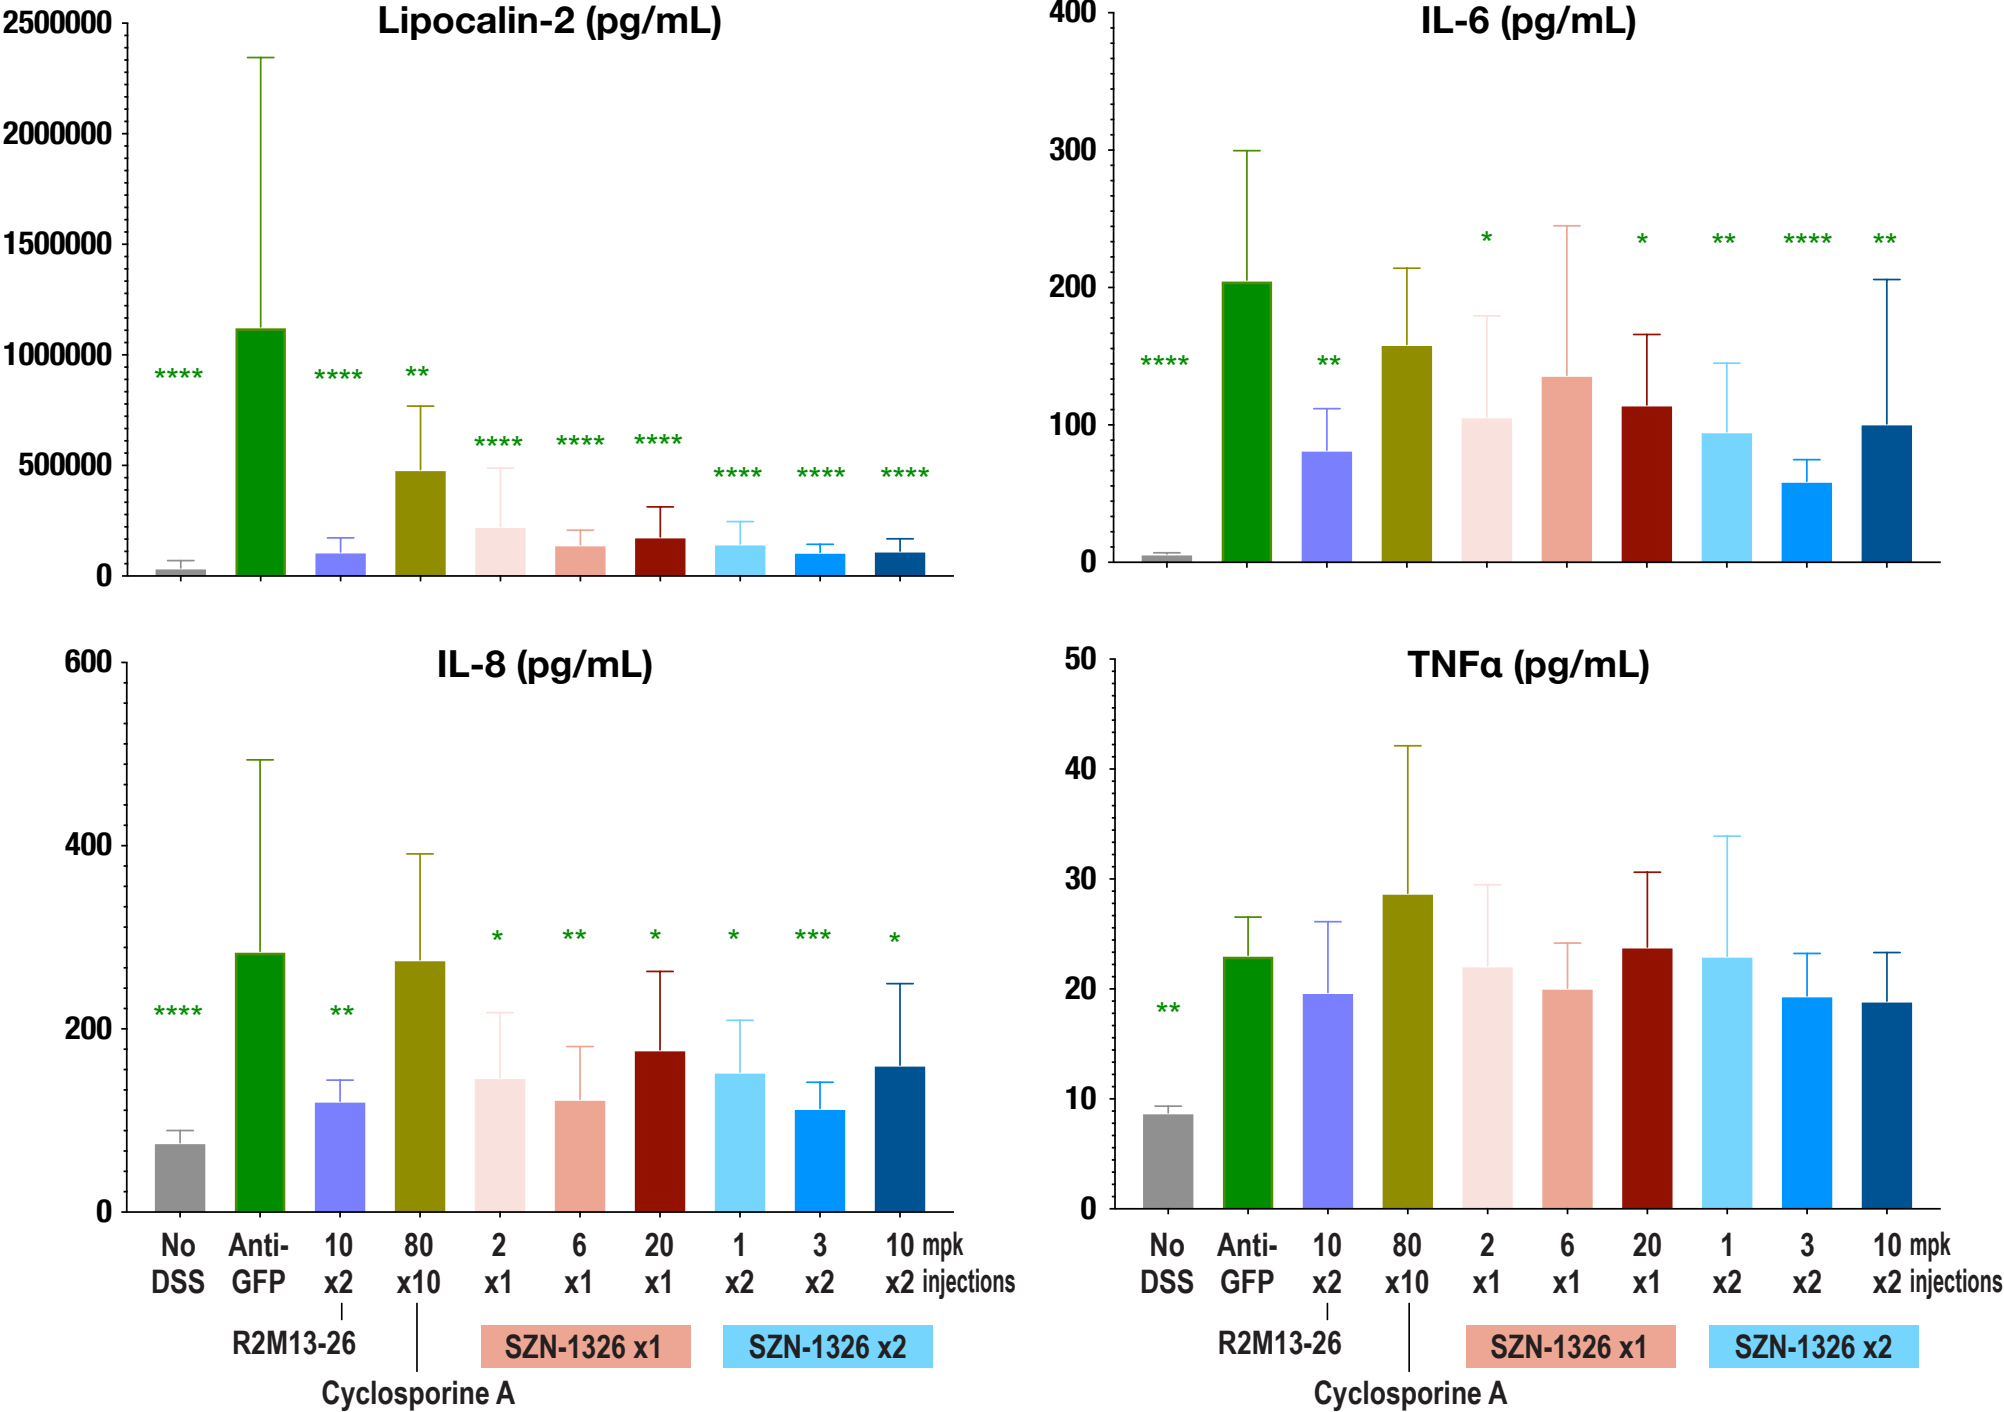 Lipocalin-2 (pg/mL)
2500000
2000000
1500000
1000000
500000
0
**** **** ** **** **** **** **** **** ****
IL-6 (pg/mL)
400
300
200
100
0
**** ** * * ** **** **
IL-8 (pg/mL)
600
400
200
0
**** ** * ** * * *** *
No Anti- 10 80 2 6 20 1 3 10 mpk
DSS GFP x2 x10 x1 x1 x1 x2 x2 x2 injections
R2M13-26 SZN-1326 x1 SZN-1326 x2
Cyclosporine A
TNFα (pg/mL)
50
40
30
20
10
0
**
No Anti- 10 80 2 6 20 1 3 10 mpk
DSS GFP x2 x10 x1 x1 x1 x2 x2 x2 injections
R2M13-26 SZN-1326 x1 SZN-1326 x2
Cyclosporine A